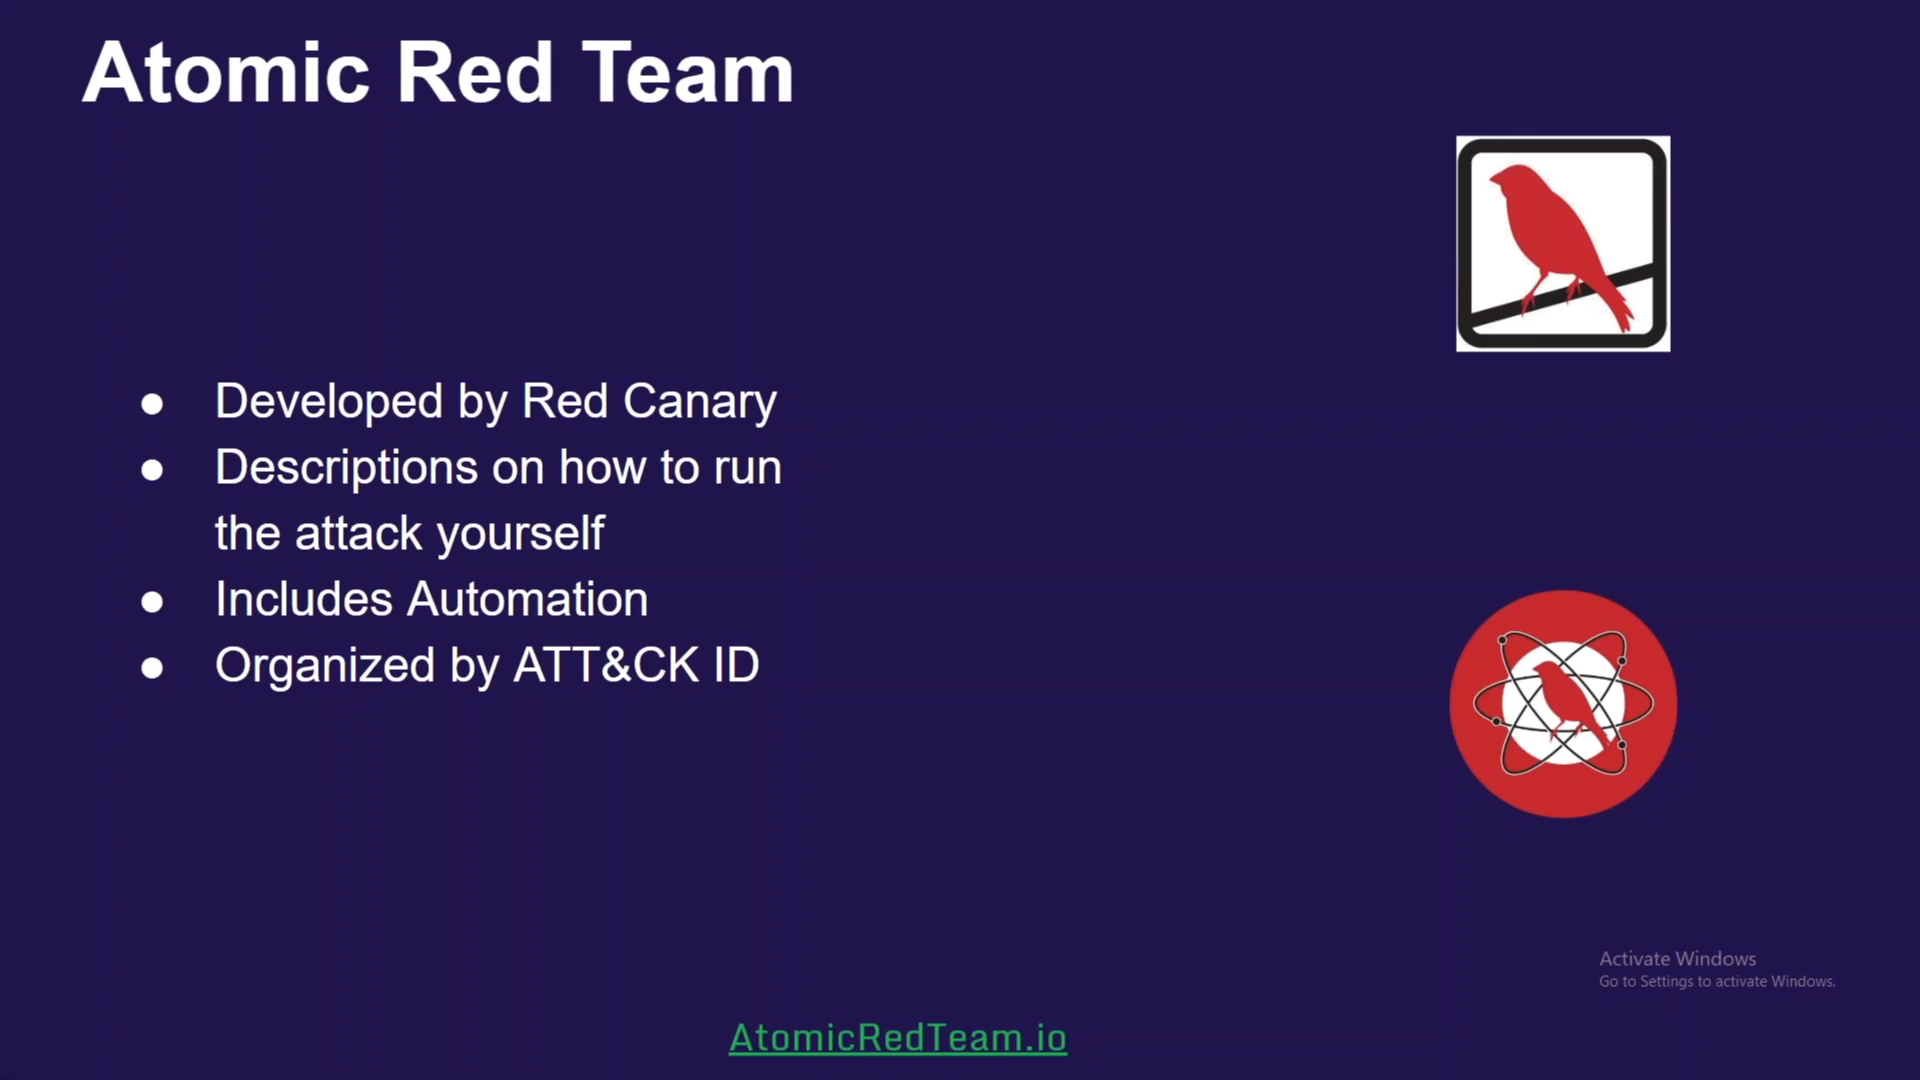 Atomic Red Team
● Developed by Red Canary
● Descriptions on how to run
the attack yourself
● Includes Automation
● Organized by ATT&CK ID
Activate Windows
Go to Settings to activate Windows.
AtomicRedTeam.io